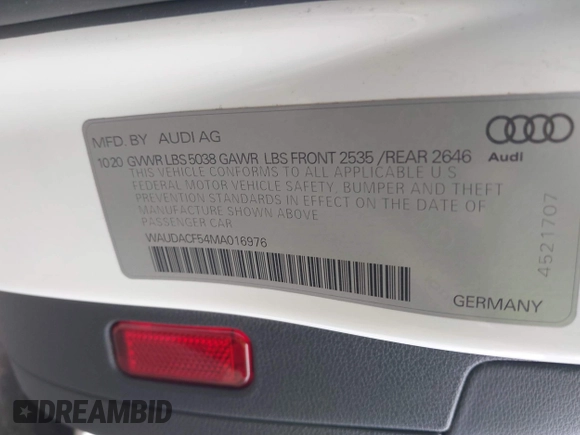 MFD. BY AUDI AG
10 20 GVWR LBS 5038 GAWR LBS FRONT 2535 / REAR 2646
THIS VEHICLE CONFORMS TO ALL APPLICABLE U S
FEDERAL MOTOR VEHICLE SAFETY, BUMPER AND THEFT
PREVENTION STANDARDS IN EFFECT ON THE DATE OF
MANUFACTURE SHOWN ABOVE
PASSENGER CAR
WAUDACF54MA016976
Audi
4521707
GERMANY
DREAMBID